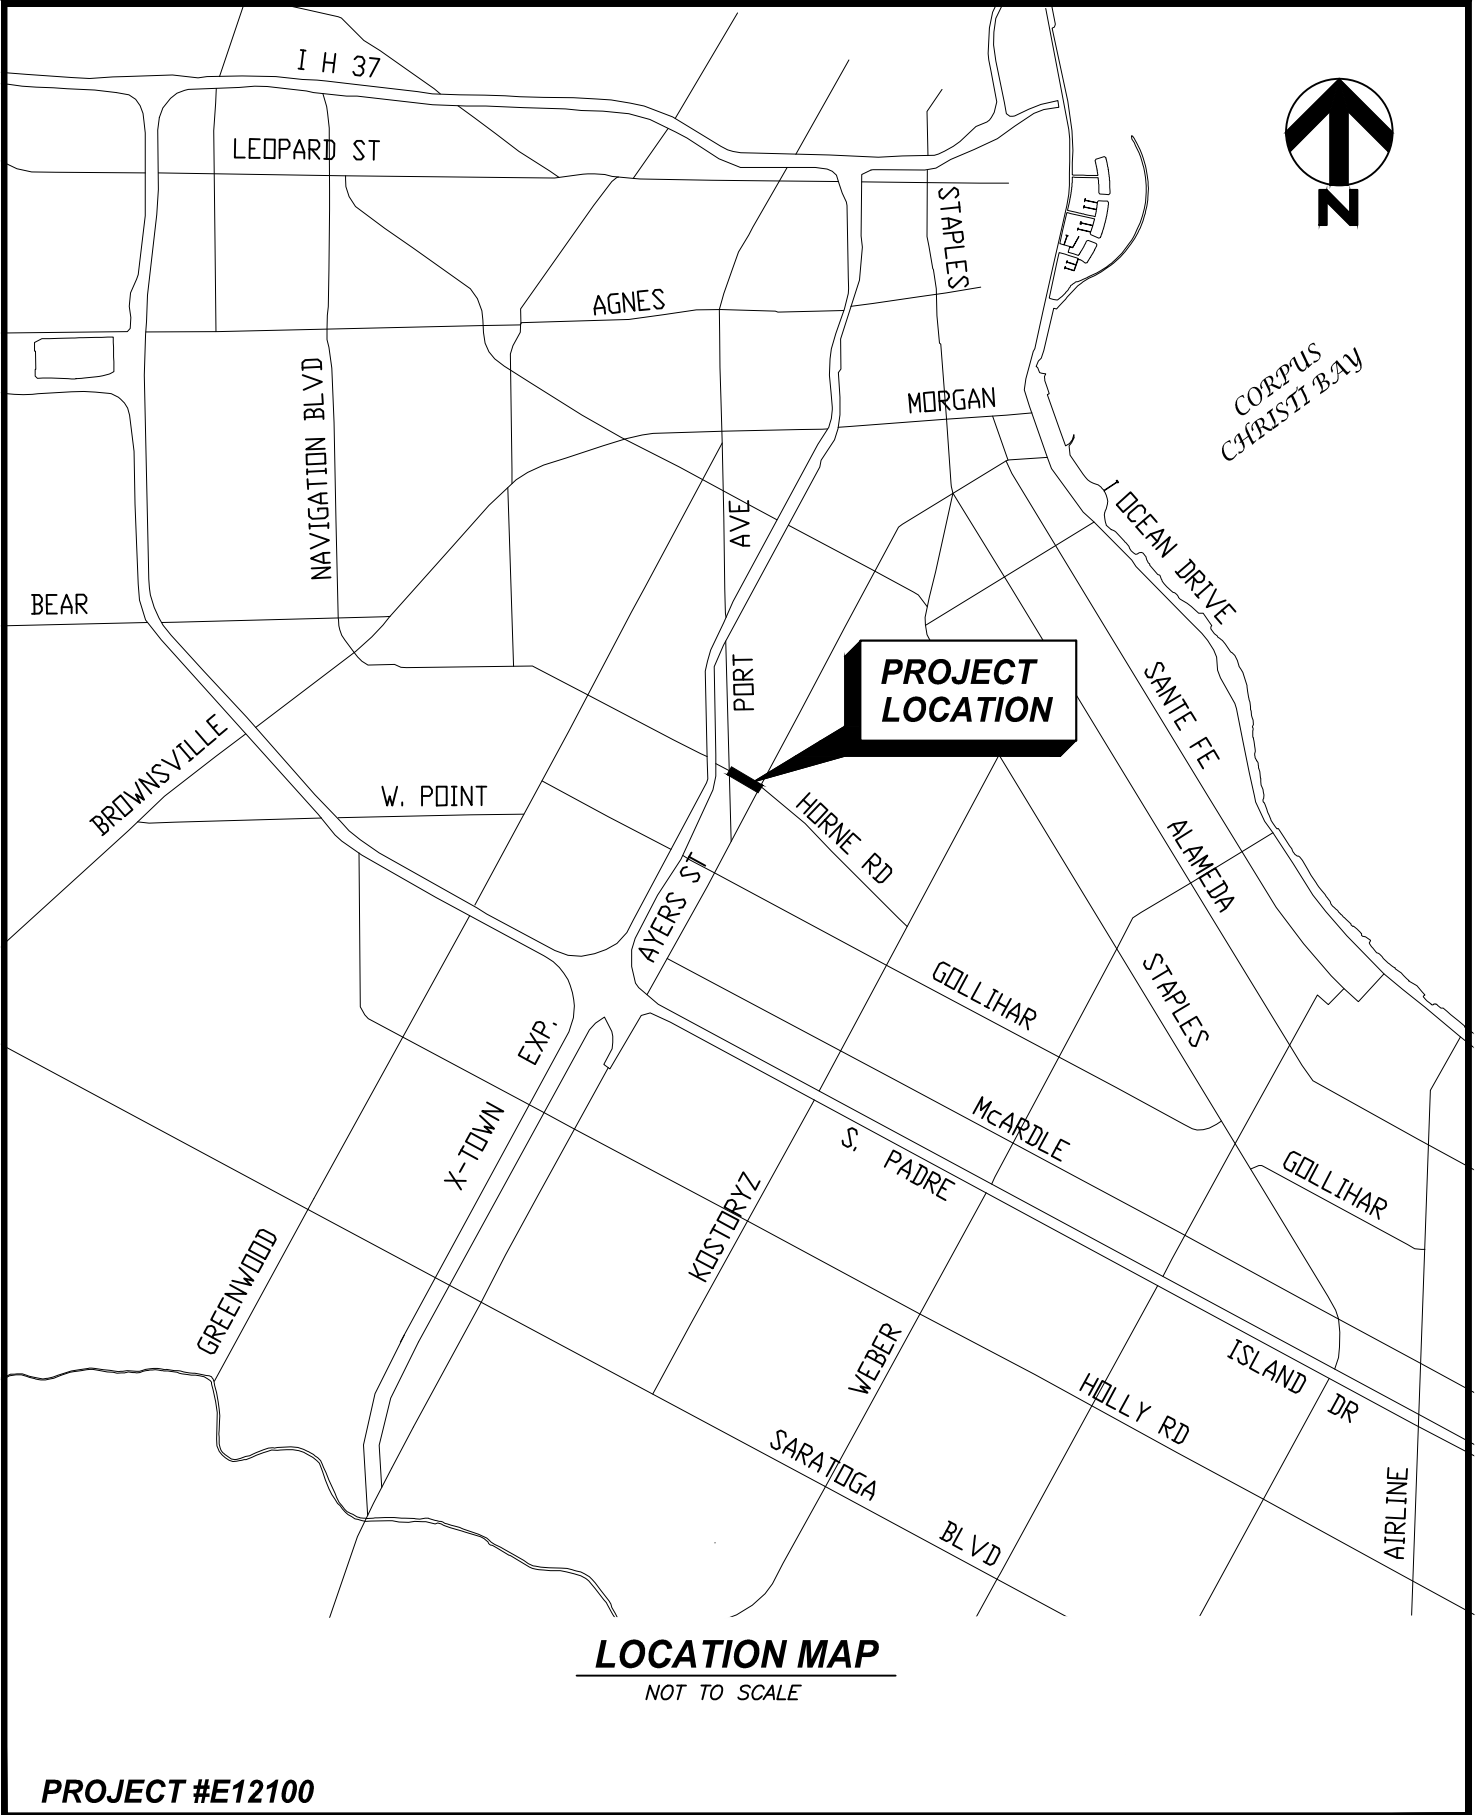 I H 37
LEOPARD ST
N
STAPLES
AGNES
CORPUS
CHRISTI BAY
MORGAN
NAVIGATION BLVD
AVE
OCEAN DRIVE
BEAR
PORT
PROJECT
LOCATION
SANTE FE
BROWNSVILLE
W. POINT
HORNE RD
ALAMEDA
AYERS ST
GOLLIHAR
STAPLES
X-TOWN EXP.
McARDLE
S. PADRE
GOLLIHAR
KOSTORYZ
GREENWOOD
WEBER
ISLAND DR
HOLLY RD
SARATOGA
BLVD
AIRLINE
LOCATION MAP
NOT TO SCALE
PROJECT #E12100